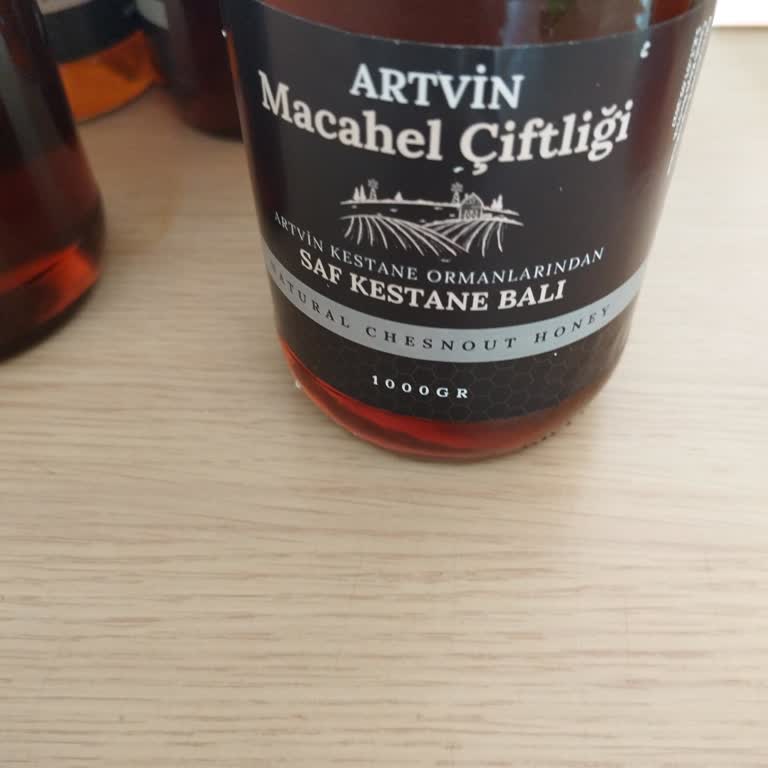 ARTVİN
Macahel Çiftliği
ARTVİN KESTANE ORMANLARINDAN
SAF KESTANE BALI
NATURAL CHESNOUT HONEY
1000GR